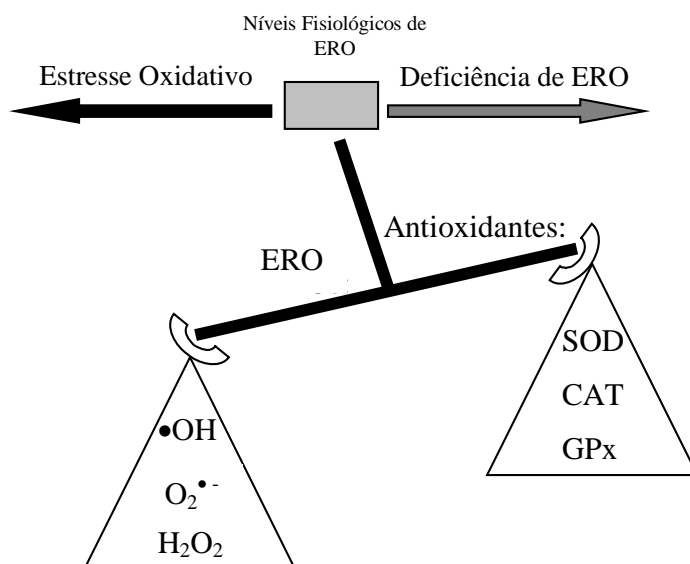 Níveis Fisiológicos de
ERO
Estresse Oxidativo
Deficiência de ERO
Antioxidantes:
ERO
SOD
CAT
GPx
●OH
O₂●-
H₂O₂